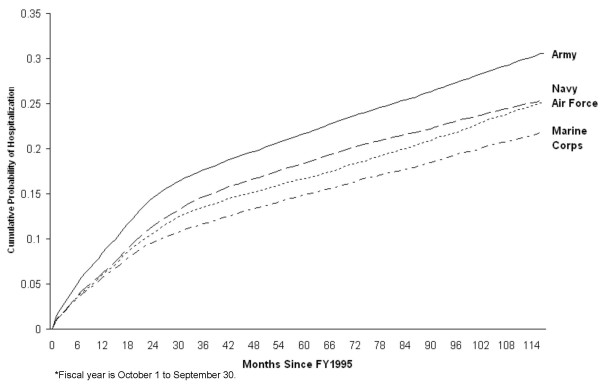 Cumulative Probability of Hospitalization
0.35
0.3
0.25
0.2
0.15
0.1
0.05
0
Army
Navy
Air Force
Marine
Corps
0 6 12 18 24 30 36 42 48 54 60 66 72 78 84 90 96 102 108 114
Months Since FY1995
*Fiscal year is October 1 to September 30.